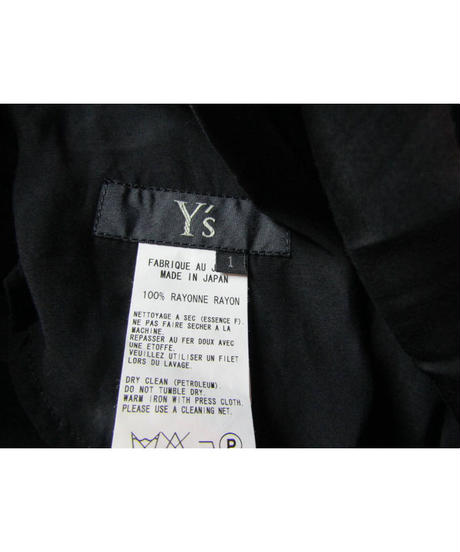 Y's
1
FABRIQUE AU J
MADE IN JAPAN
100% RAYONNE RAYON
NETTOYAGE A SEC (ESSENCE F).
NE PAS FAIRE SECHER A LA
MACHINE.
REPASSER AU FER DOUX AVEC
UNE ETOFFE.
VEUILLEZ UTILISER UN FILET
LORS DU LAVAGE.
DRY CLEAN (PETROLEUM).
DO NOT TUMBLE DRY.
WARM IRON WITH PRESS CLOTH.
PLEASE USE A CLEANING NET.
P